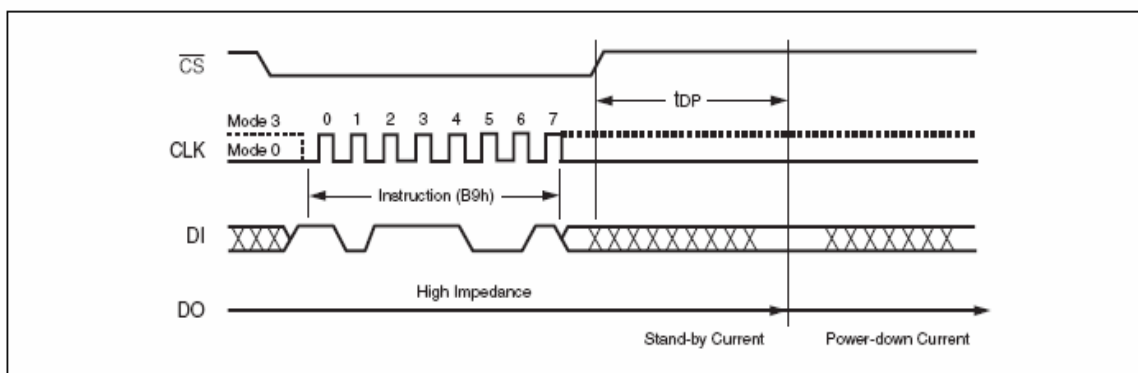 CS
tDP
Mode 3
0 1 2 3 4 5 6 7
CLK
Mode 0
Instruction (B9h)
DI
High Impedance
DO
Stand-by Current
Power-down Current